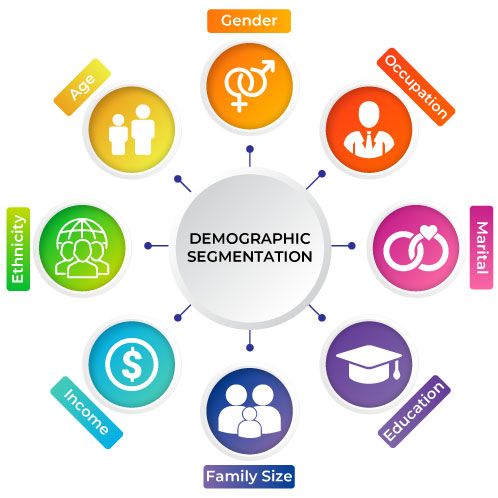 Gender
Age
Occupation
Ethnicity
DEMOGRAPHIC
SEGMENTATION
Marital
Income
Education
Family Size
$